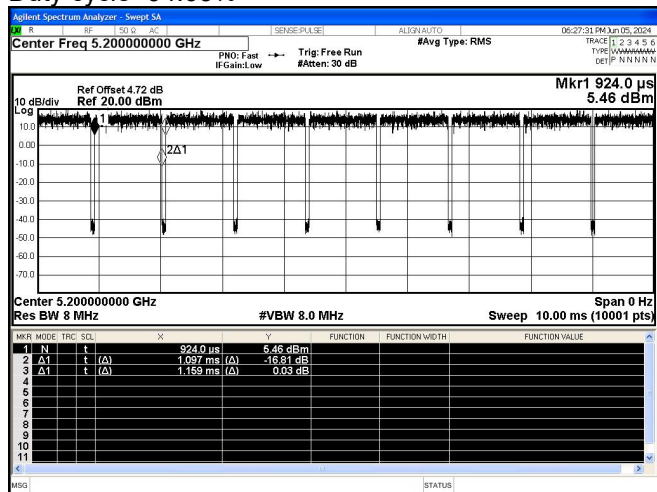 Agilent Spectrum Analyzer - Swept SA
R RF 50 Ω AC SENSE:PULSE ALIGN AUTO 06:27:31 PM Jun 05, 2024
Center Freq 5.200000000 GHz #Avg Type: RMS TRACE 1 2 3 4 5 6
PNO: Fast Trig: Free Run TYPE
IFGain:Low #Atten: 30 dB DET P N N N N N
Mkr1 924.0 µs
Ref Offset 4.72 dB
10 dB/div Ref 20.00 dBm 5.46 dBm
Log
1
10.0
0.00
2Δ1
-10.0
-20.0
-30.0
-40.0
-50.0
-60.0
-70.0
Center 5.200000000 GHz Span 0 Hz
Res BW 8 MHz #VBW 8.0 MHz Sweep 10.00 ms (10001 pts)
MKR MODE TRC SCL X Y FUNCTION FUNCTION WIDTH FUNCTION VALUE
1 N t 924.0 µs 5.46 dBm
2 Δ1 t (Δ) 1.097 ms (Δ) -16.81 dB
3 Δ1 t (Δ) 1.159 ms (Δ) 0.03 dB
4
5
6
7
8
9
10
11
MSG STATUS